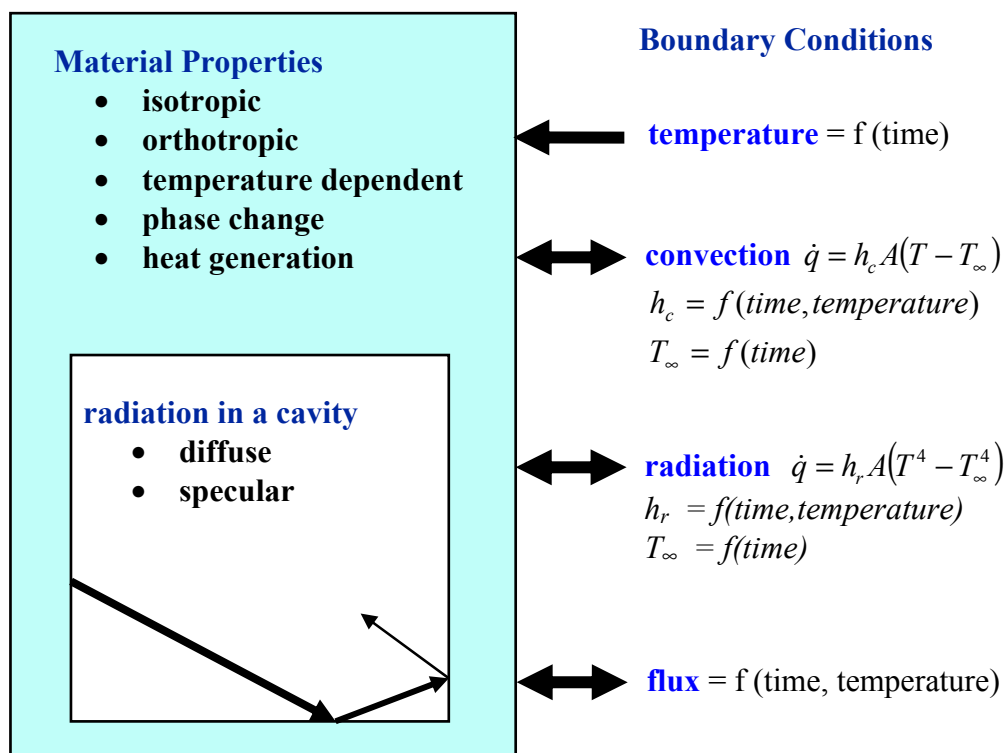 Material Properties
• isotropic
• orthotropic
• temperature dependent
• phase change
• heat generation
radiation in a cavity
• diffuse
• specular
Boundary Conditions
temperature = f (time)
convection q̇ = h_c A(T − T_∞)
h_c = f (time, temperature)
T_∞ = f (time)
radiation q̇ = h_r A(T⁴ − T_∞⁴)
h_r = f(time,temperature)
T_∞ = f(time)
flux = f (time, temperature)